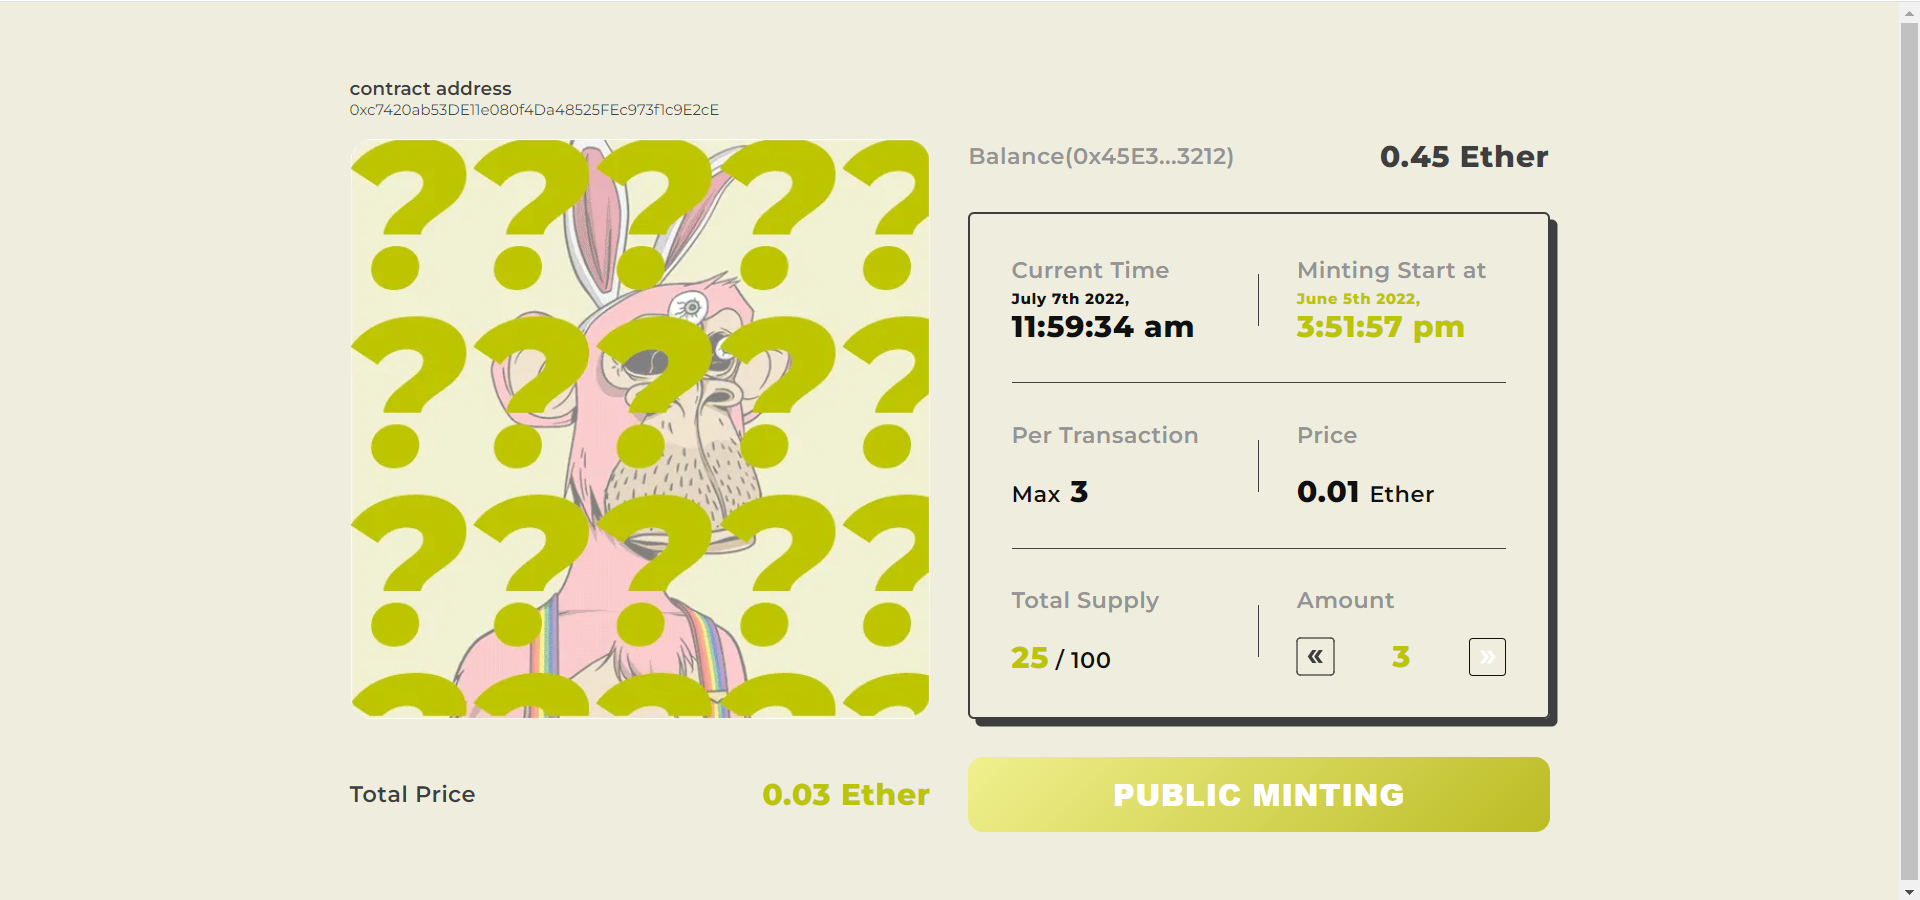 contract address
0xc7420ab53DE11e080f4Da48525FEc973f1c9E2cE
? ? ? ? ?
? ? ? ? ?
? ? ? ? ?
? ? ? ? ?
Total Price
0.03 Ether
Balance(0x45E3...3212)
0.45 Ether
Current Time
July 7th 2022,
11:59:34 am
Minting Start at
June 5th 2022,
3:51:57 pm
Per Transaction
Max 3
Price
0.01 Ether
Total Supply
25 / 100
Amount
« 3 »
PUBLIC MINTING